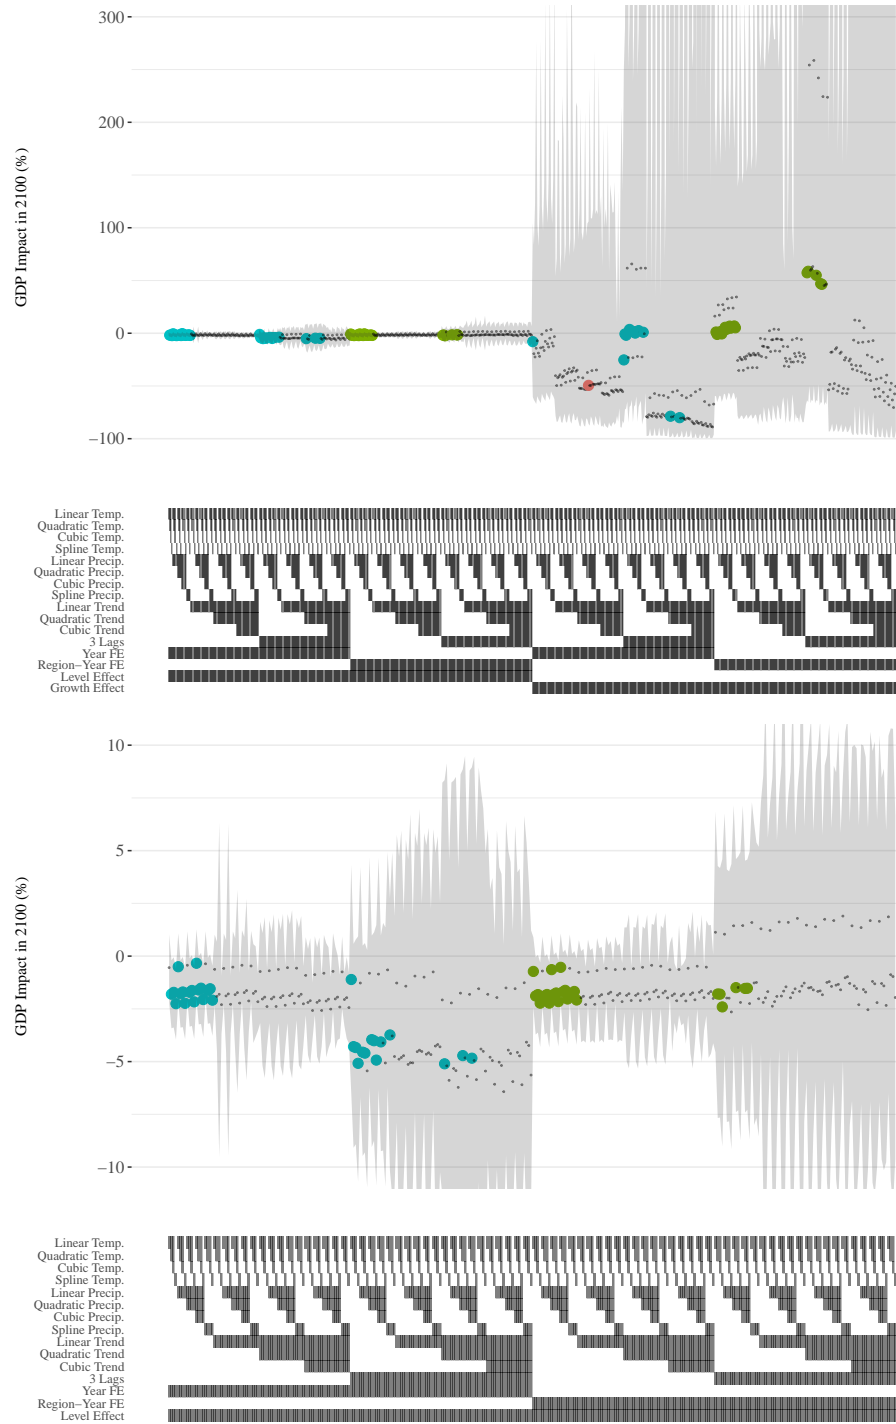 300
200
100
0
−100
GDP Impact in 2100 (%)
Linear Temp.
Quadratic Temp.
Cubic Temp.
Spline Temp.
Linear Precip.
Quadratic Precip.
Cubic Precip.
Spline Precip.
Linear Trend
Quadratic Trend
Cubic Trend
3 Lags
Year FE
Region−Year FE
Level Effect
Growth Effect
10
5
0
−5
−10
GDP Impact in 2100 (%)
Linear Temp.
Quadratic Temp.
Cubic Temp.
Spline Temp.
Linear Precip.
Quadratic Precip.
Cubic Precip.
Spline Precip.
Linear Trend
Quadratic Trend
Cubic Trend
3 Lags
Year FE
Region−Year FE
Level Effect